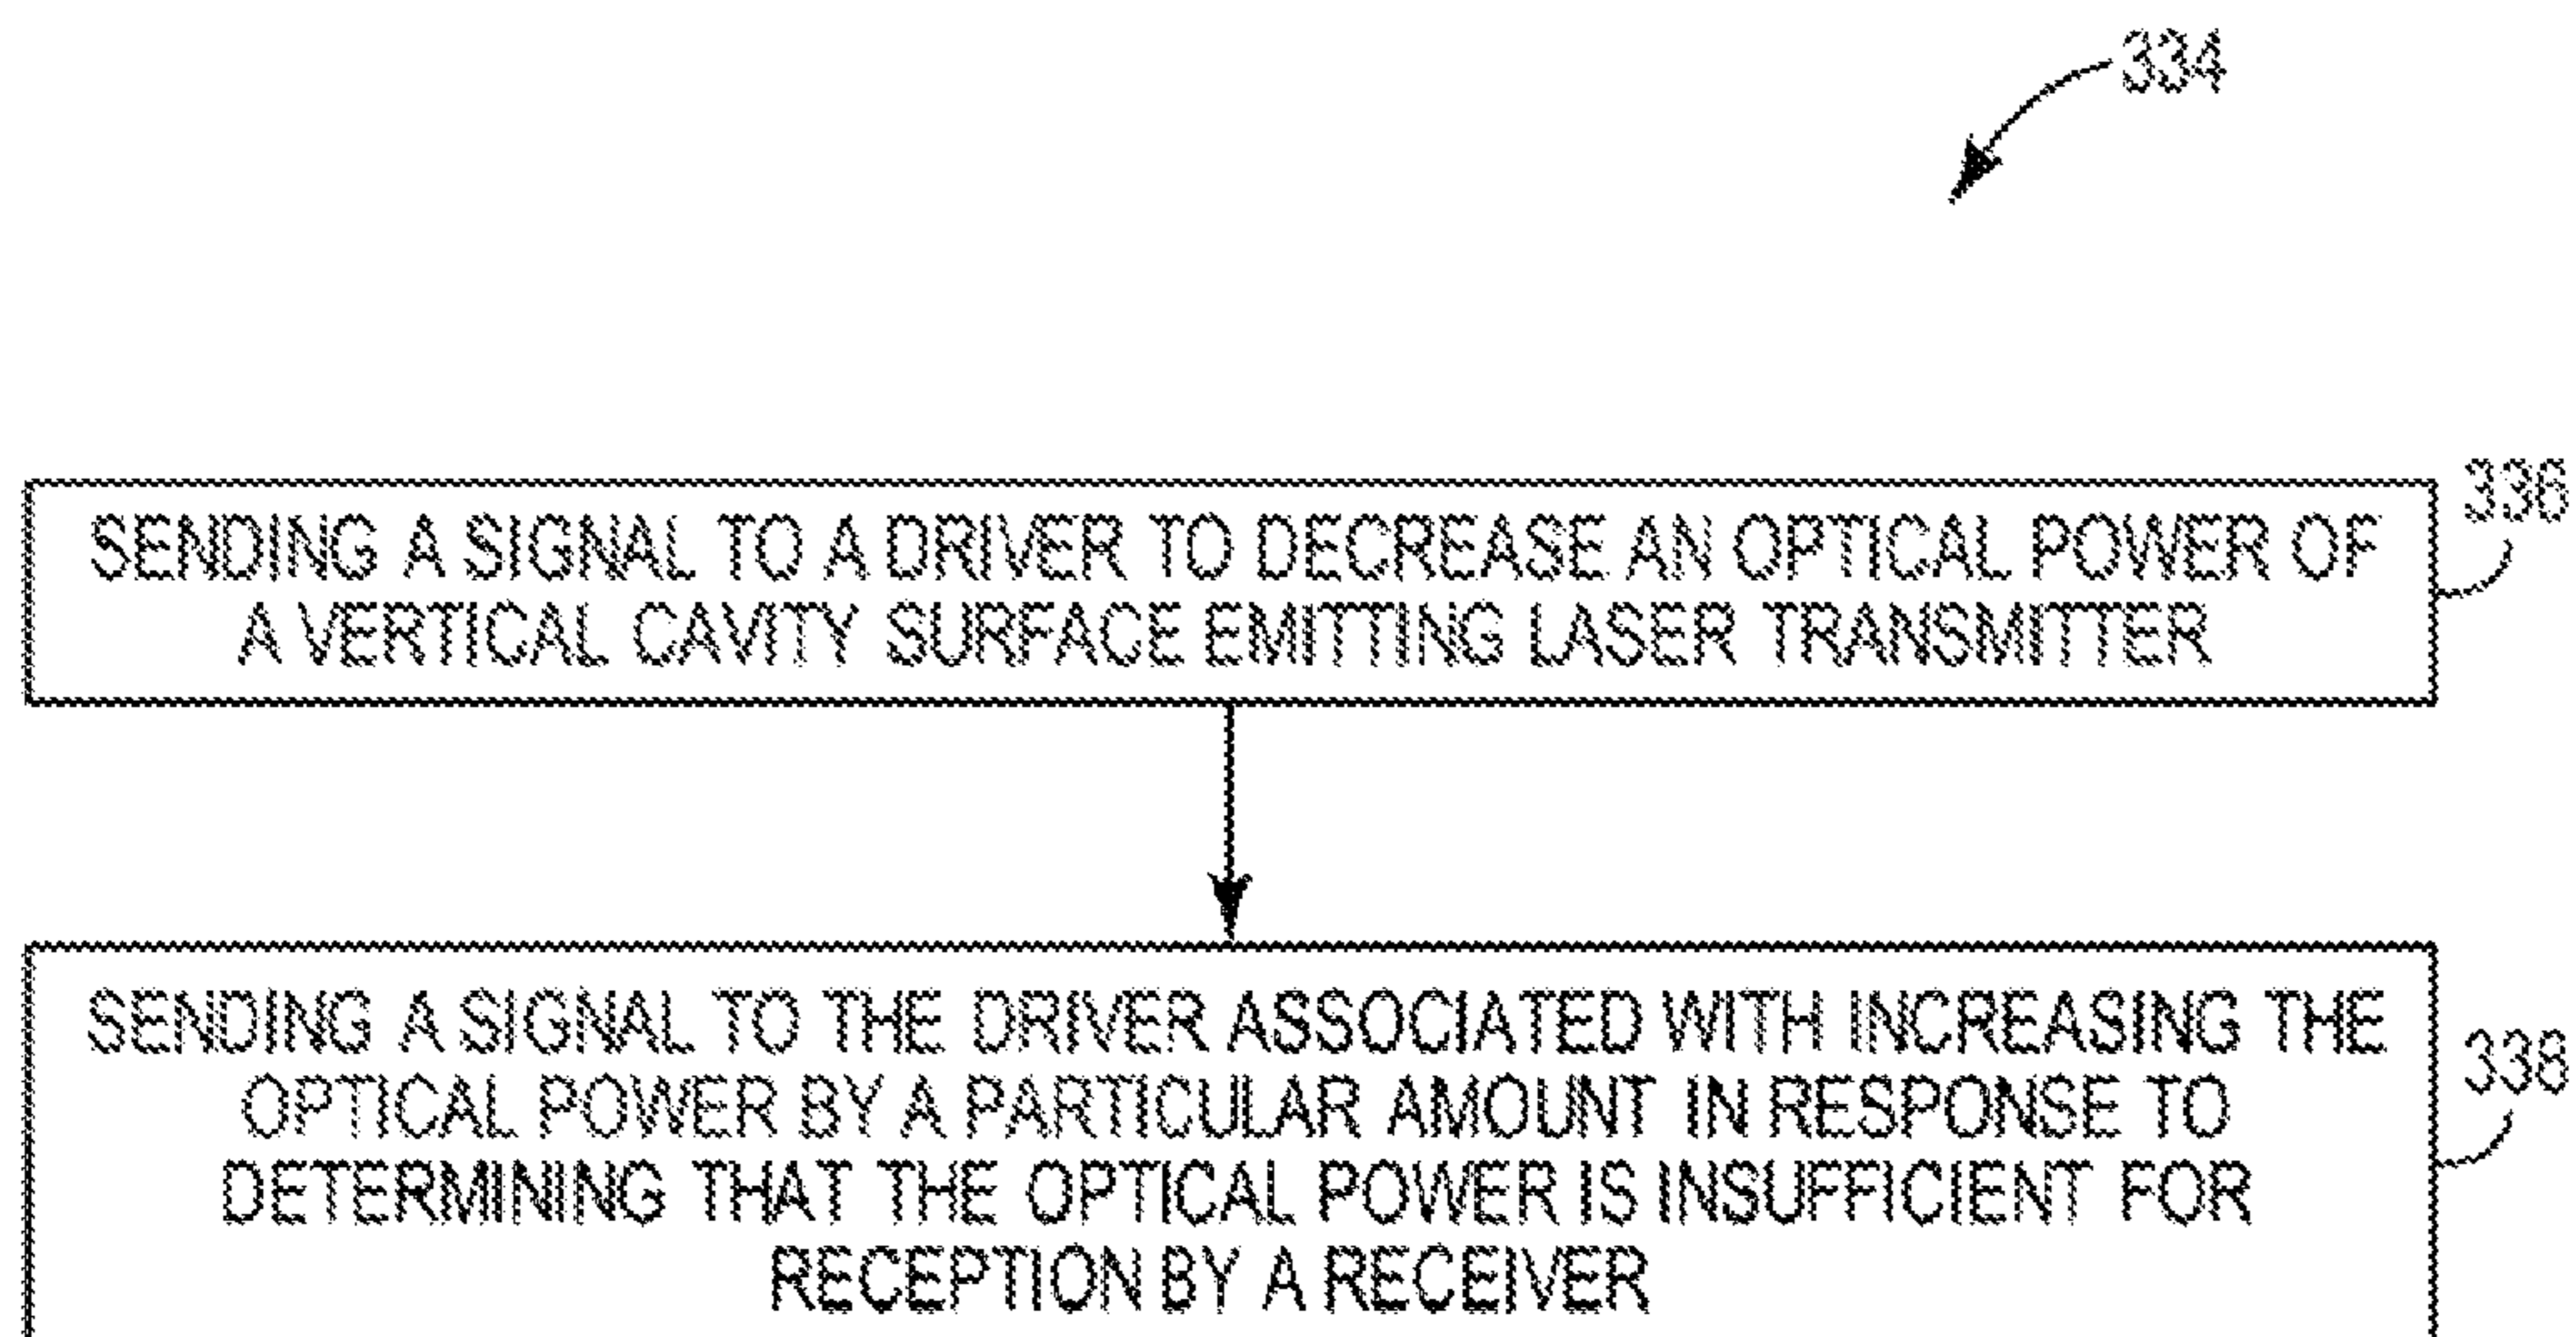 334
336
SENDING A SIGNAL TO A DRIVER TO DECREASE AN OPTICAL POWER OF
A VERTICAL CAVITY SURFACE EMITTING LASER TRANSMITTER
338
SENDING A SIGNAL TO THE DRIVER ASSOCIATED WITH INCREASING THE
OPTICAL POWER BY A PARTICULAR AMOUNT IN RESPONSE TO
DETERMINING THAT THE OPTICAL POWER IS INSUFFICIENT FOR
RECEPTION BY A RECEIVER